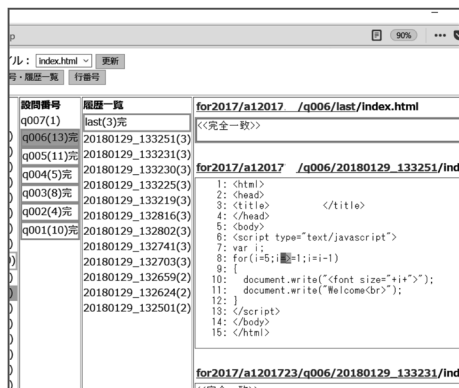 p
90%
イル： index.html 更新
号・履歴一覧 行番号
設問番号
q007(1)
q006(13)完
q005(11)完
q004(5)完
q003(8)完
q002(4)完
q001(10)完
履歴一覧
last(3)完
20180129_133251(3)
20180129_133231(3)
20180129_133230(3)
20180129_133225(3)
20180129_133219(3)
20180129_132816(3)
20180129_132802(3)
20180129_132741(3)
20180129_132703(3)
20180129_132659(2)
20180129_132624(2)
20180129_132501(2)
for2017/a12017. /q006/last/index.html
<<完全一致>>
for2017/a12017 /q006/20180129_133251/ind
1: <html>
2: <head>
3: <title> </title>
4: </head>
5: <body>
6: <script type="text/javascript">
7: var i;
8: for(i=5;i=>=1;i=i-1)
9: {
10: document.write("<font size="+i+">");
11: document.write("Welcome<br>");
12: }
13: </script>
14: </body>
15: </html>
for2017/a1201723/q006/20180129_133231/ind